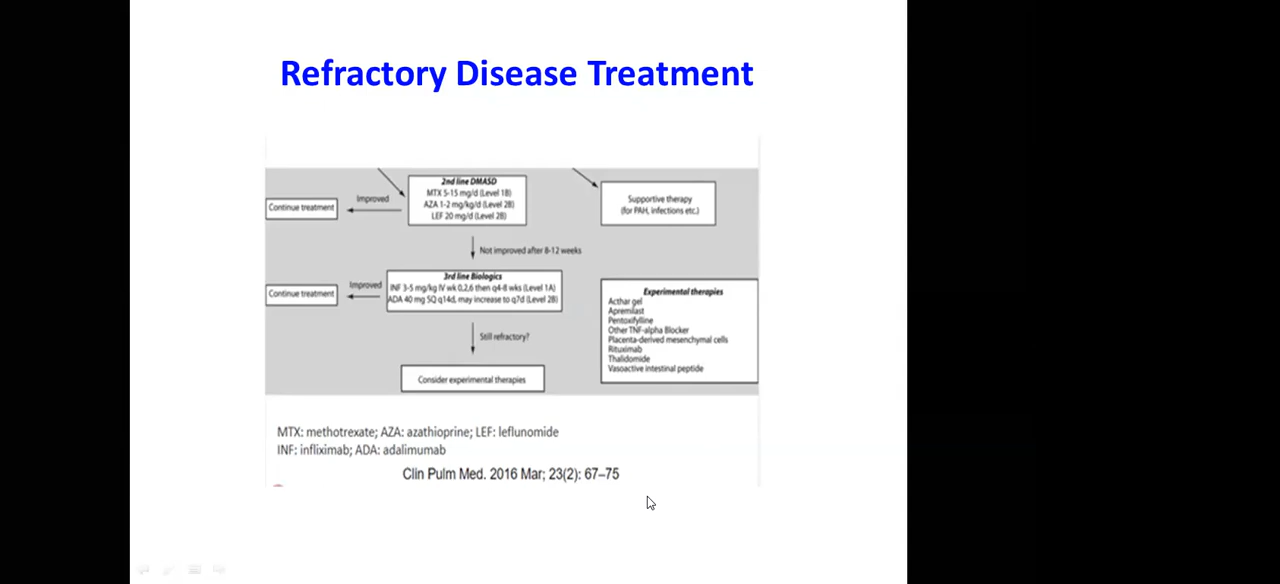 Refractory Disease Treatment
2nd line DMASD
MTX 5-15 mg/d (Level 1B)
AZA 1-2 mg/kg/d (Level 2B)
LEF 20 mg/d (Level 2B)
Improved
Continue treatment
Supportive therapy
(for PAH, infections etc.)
Not improved after 8-12 weeks
3rd line Biologics
INF 3-5 mg/kg IV wk 0,2,6 then q4-8 wks (Level 1A)
ADA 40 mg SQ q14d, may increase to q7d (Level 2B)
Improved
Continue treatment
Still refractory?
Consider experimental therapies
Experimental therapies
Acthar gel
Apremilast
Pentoxifylline
Other TNF-alpha Blocker
Placenta-derived mesenchymal cells
Rituximab
Thalidomide
Vasoactive intestinal peptide
MTX: methotrexate; AZA: azathioprine; LEF: leflunomide
INF: infliximab; ADA: adalimumab
Clin Pulm Med. 2016 Mar; 23(2): 67–75